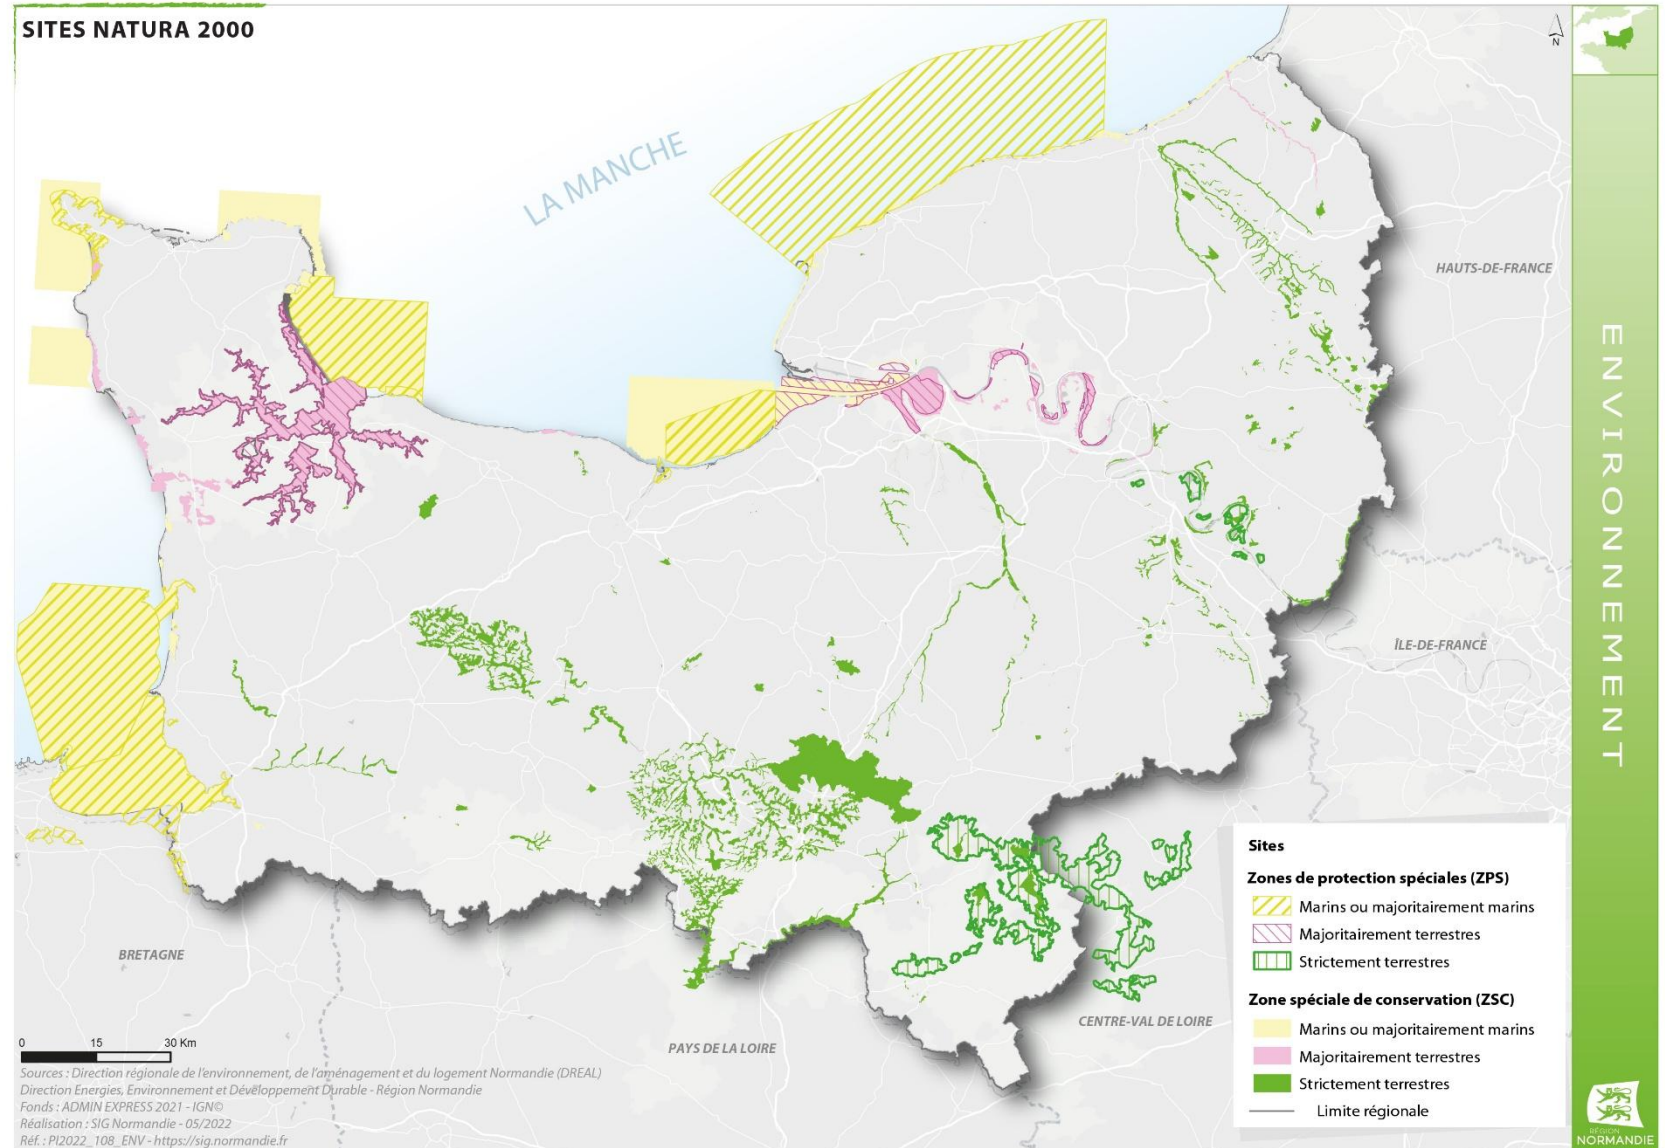 SITES NATURA 2000
N
LA MANCHE
HAUTS-DE-FRANCE
ÎLE-DE-FRANCE
BRETAGNE
PAYS DE LA LOIRE
CENTRE-VAL DE LOIRE
ENVIRONNEMENT
Sites
Zones de protection spéciales (ZPS)
Marins ou majoritairement marins
Majoritairement terrestres
Strictement terrestres
Zone spéciale de conservation (ZSC)
Marins ou majoritairement marins
Majoritairement terrestres
Strictement terrestres
Limite régionale
0 15 30 Km
Sources : Direction régionale de l'environnement, de l'aménagement et du logement Normandie (DREAL)
Direction Energies, Environnement et Développement Durable - Région Normandie
Fonds : ADMIN EXPRESS 2021 - IGN©
Réalisation : SIG Normandie - 05/2022
Réf. : PI2022_108_ENV - https://sig.normandie.fr
RÉGION
NORMANDIE